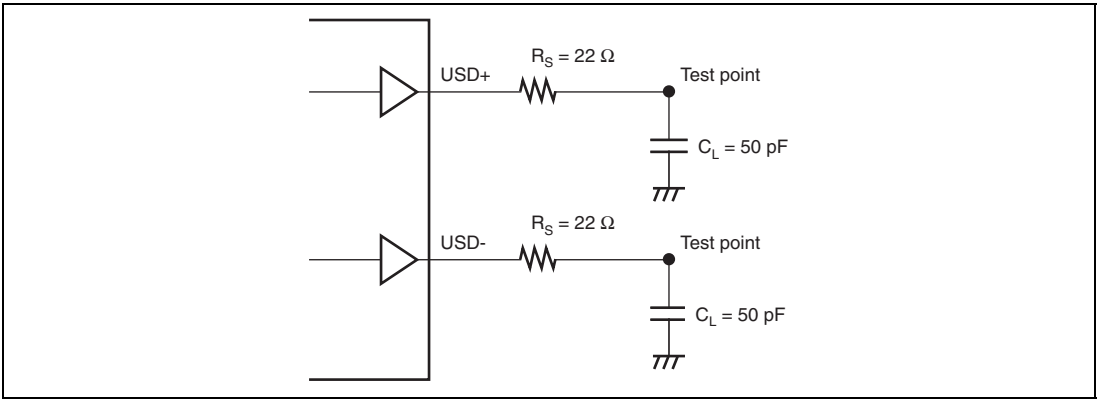 R_S = 22 Ω
USD+
Test point
C_L = 50 pF
R_S = 22 Ω
USD-
Test point
C_L = 50 pF